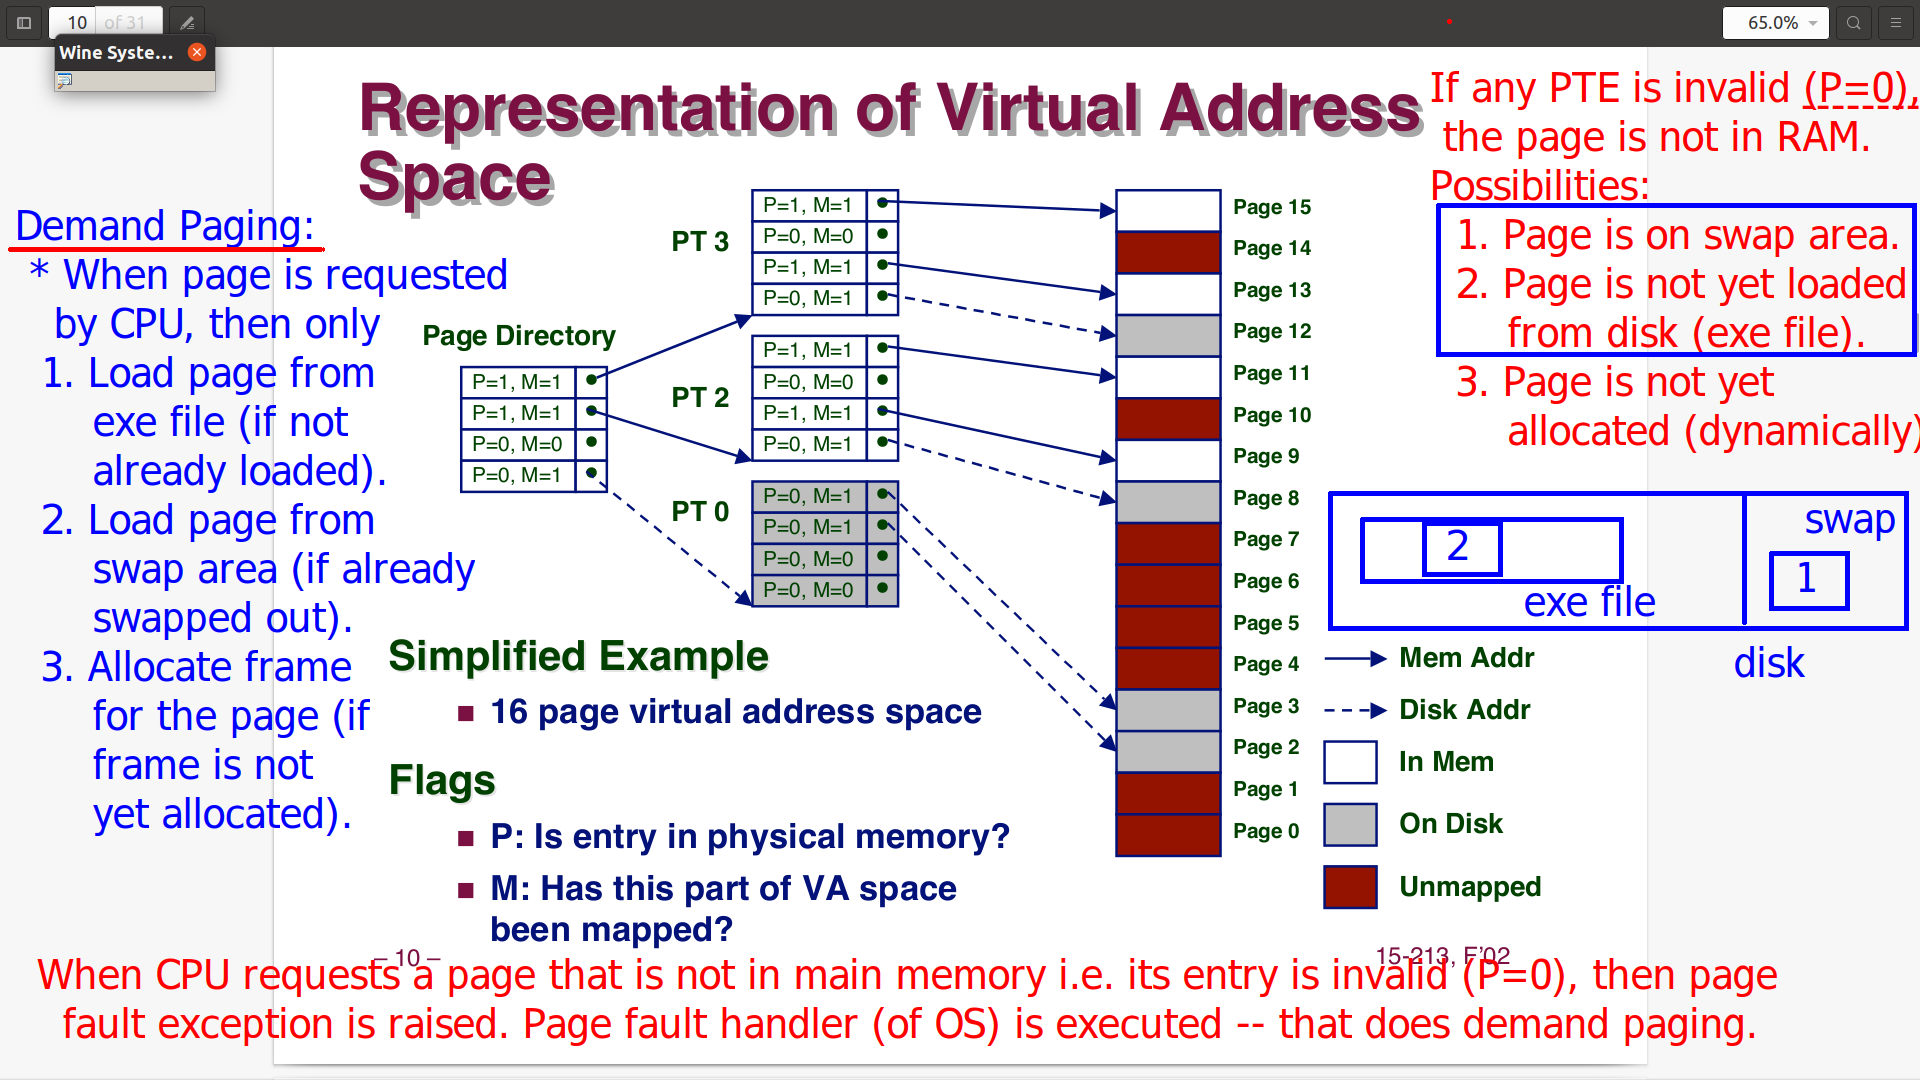 10 of 31
65.0%
Wine Syste...
Representation of Virtual Address
Space
If any PTE is invalid (P=0),
the page is not in RAM.
Possibilities:
1. Page is on swap area.
2. Page is not yet loaded
from disk (exe file).
3. Page is not yet
allocated (dynamically)
Demand Paging:
* When page is requested
by CPU, then only
1. Load page from
exe file (if not
already loaded).
2. Load page from
swap area (if already
swapped out).
3. Allocate frame
for the page (if
frame is not
yet allocated).
Page Directory
P=1, M=1
P=1, M=1
P=0, M=0
P=0, M=1
PT 3
P=1, M=1
P=0, M=0
P=1, M=1
P=0, M=1
PT 2
P=1, M=1
P=0, M=0
P=1, M=1
P=0, M=1
PT 0
P=0, M=1
P=0, M=1
P=0, M=0
P=0, M=0
Page 15
Page 14
Page 13
Page 12
Page 11
Page 10
Page 9
Page 8
Page 7
Page 6
Page 5
Page 4
Page 3
Page 2
Page 1
Page 0
2
exe file
swap
1
disk
Mem Addr
Disk Addr
In Mem
On Disk
Unmapped
Simplified Example
16 page virtual address space
Flags
P: Is entry in physical memory?
M: Has this part of VA space
been mapped?
– 10 –
15-213, F'02
When CPU requests a page that is not in main memory i.e. its entry is invalid (P=0), then page
fault exception is raised. Page fault handler (of OS) is executed -- that does demand paging.